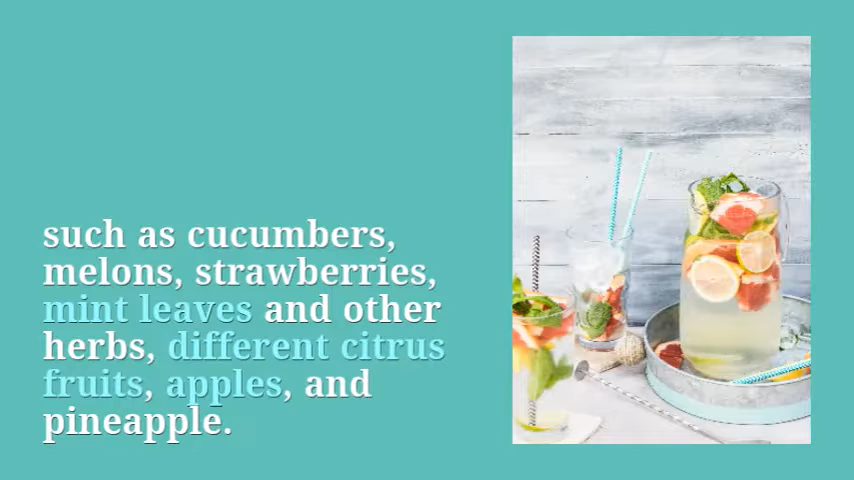 such as cucumbers,
melons, strawberries,
mint leaves and other
herbs, different citrus
fruits, apples, and
pineapple.